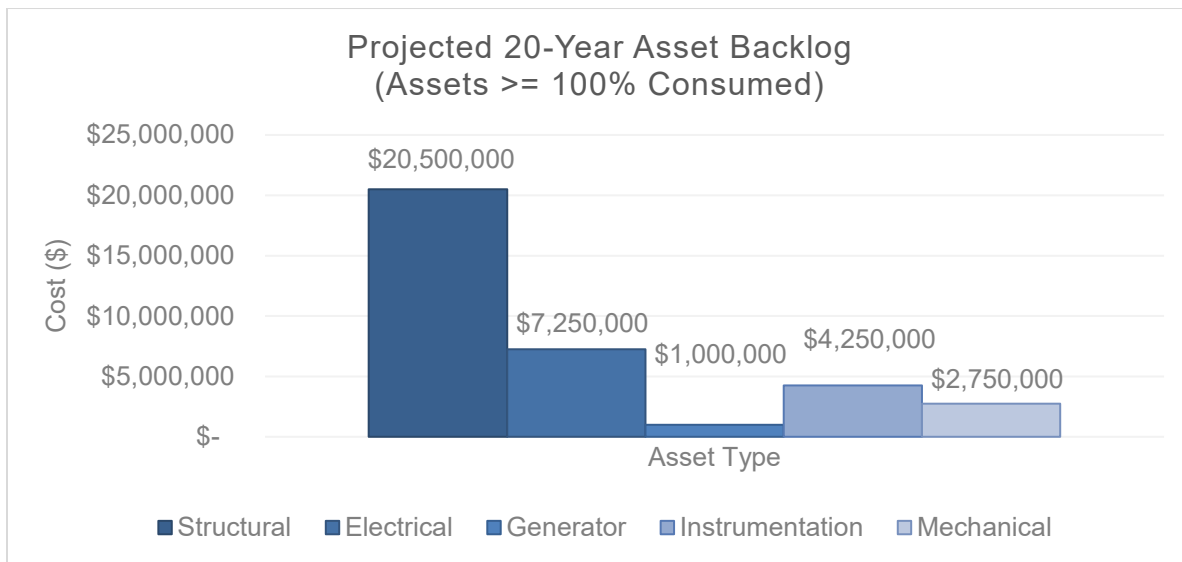 Projected 20-Year Asset Backlog
(Assets >= 100% Consumed)
$25,000,000
$20,000,000
$15,000,000
$10,000,000
$5,000,000
$-
Cost ($)
$20,500,000
$7,250,000
$1,000,000
$4,250,000
$2,750,000
Asset Type
Structural Electrical Generator Instrumentation Mechanical